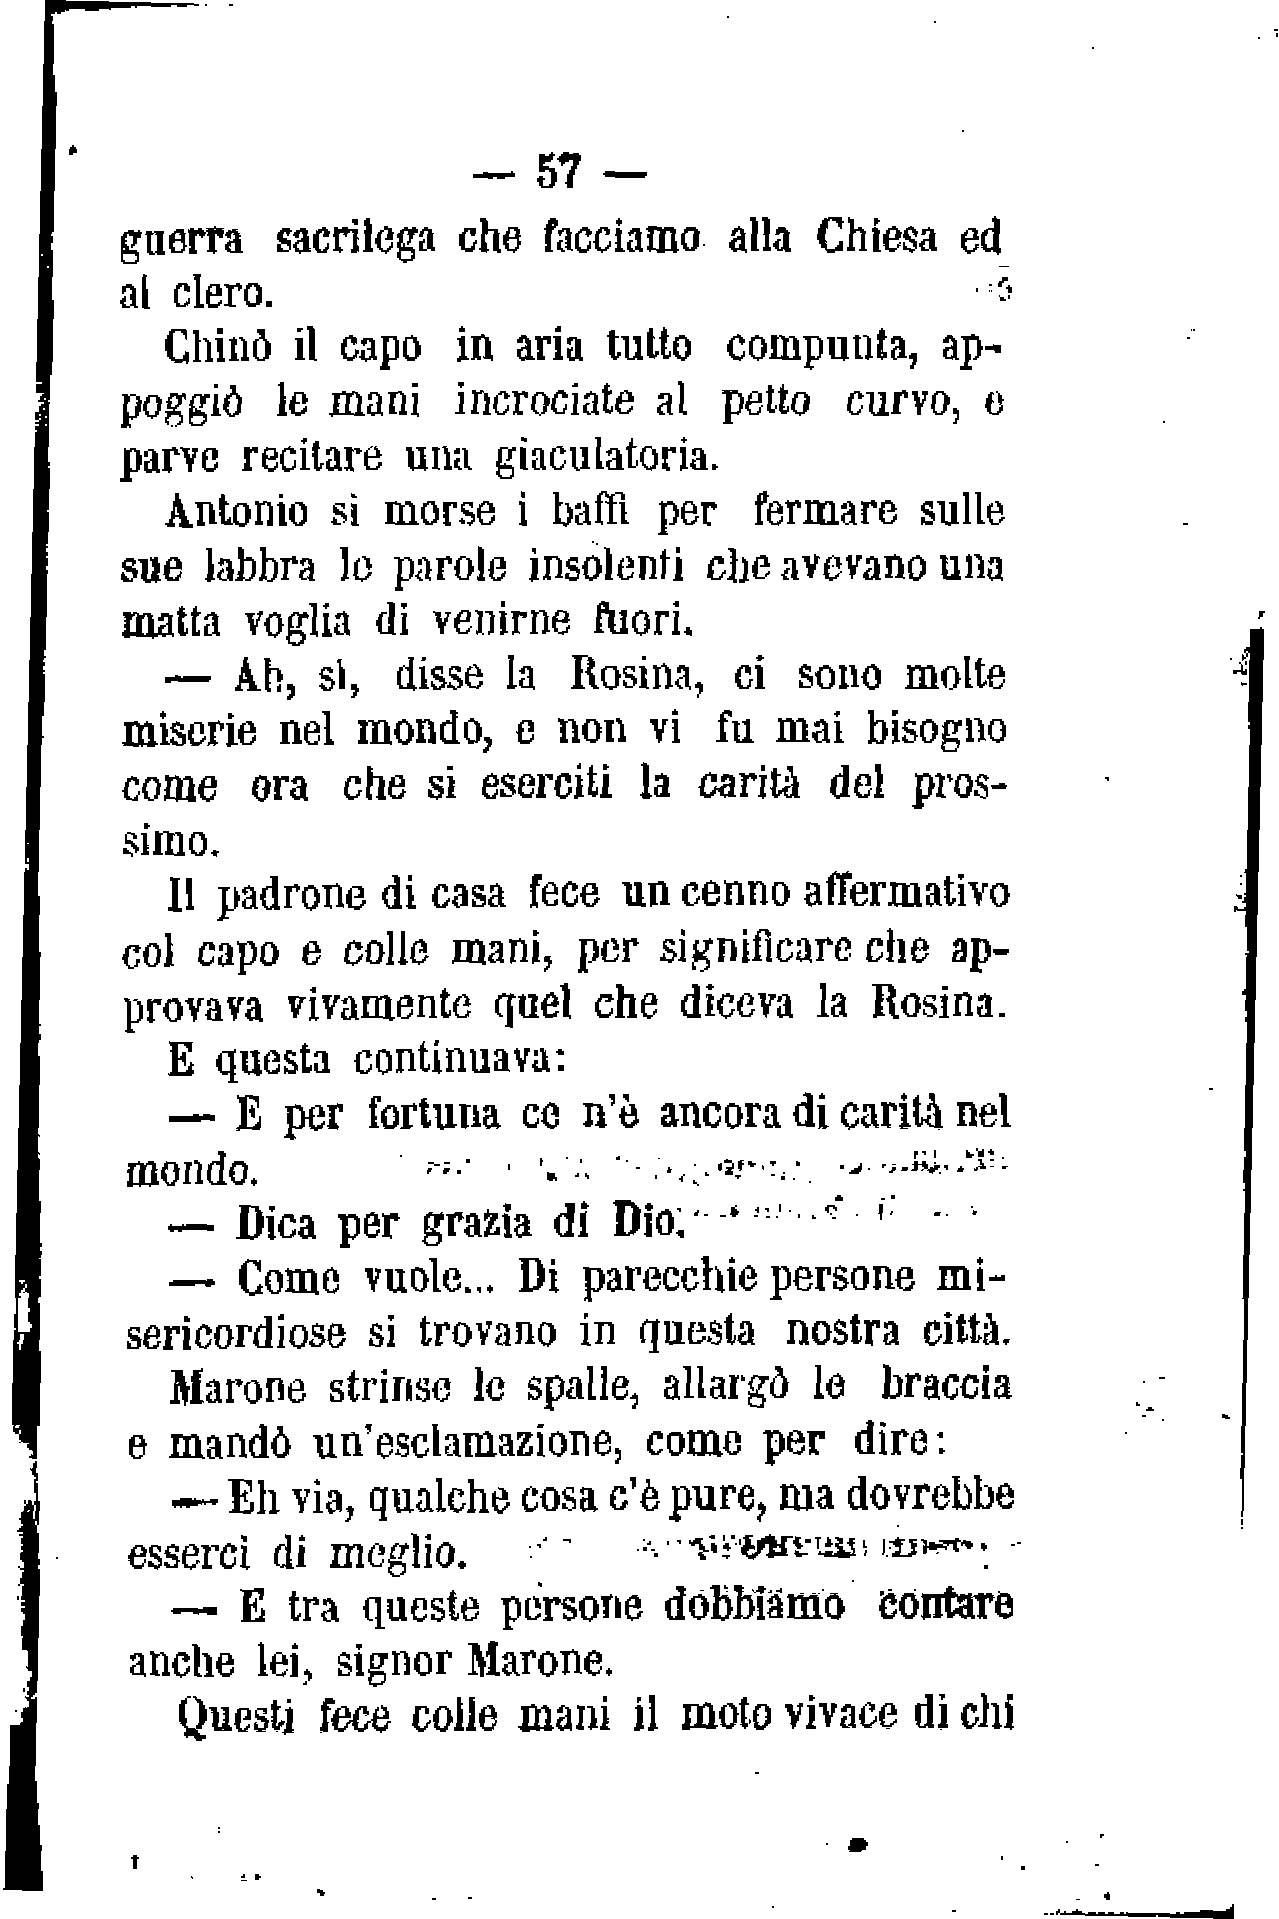 — 57 —
guerra sacrilega che facciamo alla Chiesa ed
al clero.
Chinò il capo in aria tutto compunta, ap-
poggiò le mani incrociate al petto curvo, e
parve recitare una giaculatoria.
Antonio si morse i baffi per fermare sulle
sue labbra le parole insolenti che avevano una
matta voglia di venirne fuori.
— Ah, sì, disse la Rosina, ci sono molte
miserie nel mondo, e non vi fu mai bisogno
come ora che si eserciti la carità del pros-
simo.
Il padrone di casa fece un cenno affermativo
col capo e colle mani, per significare che ap-
provava vivamente quel che diceva la Rosina.
E questa continuava:
— E per fortuna ce n'è ancora di carità nel
mondo.
— Dica per grazia di Dio.
— Come vuole... Di parecchie persone mi-
sericordiose si trovano in questa nostra città.
Marone strinse le spalle, allargò le braccia
e mandò un'esclamazione, come per dire:
— Eh via, qualche cosa c'è pure, ma dovrebbe
esserci di meglio.
— E tra queste persone dobbiamo contare
anche lei, signor Marone.
Questi fece colle mani il moto vivace di chi